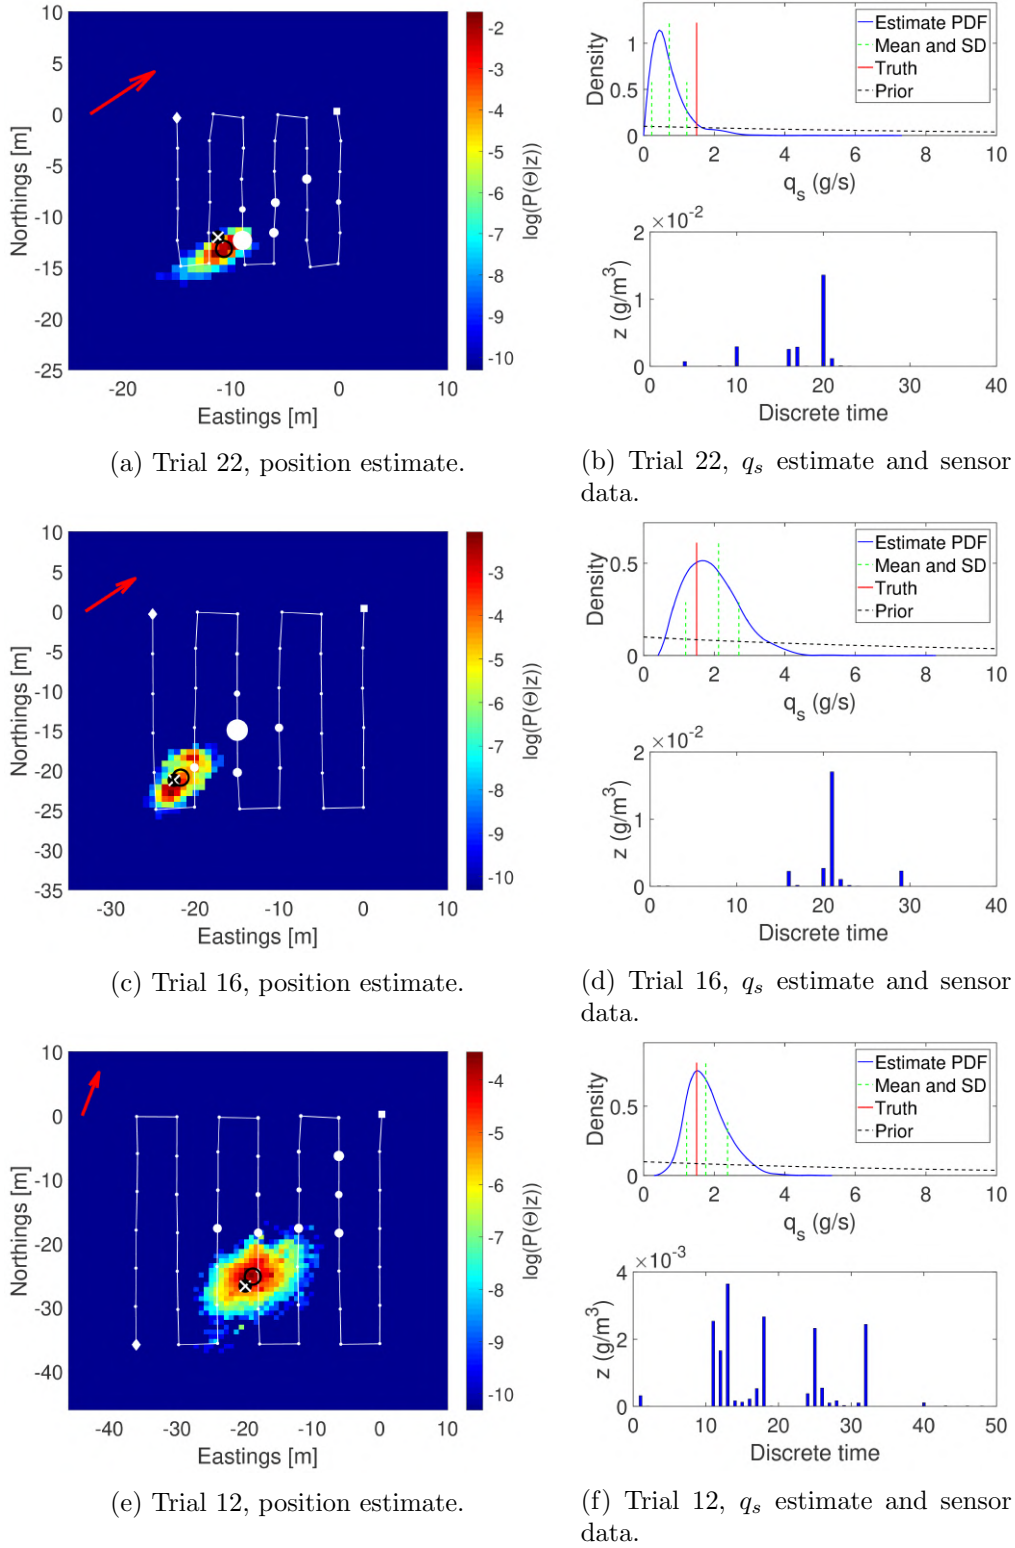 10
5
0
-5
-10
-15
-20
-25
-20
-10
0
10
Northings [m]
Eastings [m]
-2
-3
-4
-5
-6
-7
-8
-9
-10
log(P(Θ|z))
Estimate PDF
Mean and SD
Truth
Prior
1
0.5
0
Density
0 2 4 6 8 10
q_s (g/s)
×10⁻²
2
1
0
z (g/m³)
0 10 20 30 40
Discrete time
(a) Trial 22, position estimate.
(b) Trial 22, q_s estimate and sensor
data.
10
5
0
-5
-10
-15
-20
-25
-30
-35
-30 -20 -10 0 10
Northings [m]
Eastings [m]
-3
-4
-5
-6
-7
-8
-9
-10
log(P(Θ|z))
Estimate PDF
Mean and SD
Truth
Prior
0.5
0
Density
0 2 4 6 8 10
q_s (g/s)
×10⁻²
2
1
0
z (g/m³)
0 10 20 30 40
Discrete time
(c) Trial 16, position estimate.
(d) Trial 16, q_s estimate and sensor
data.
10
0
-10
-20
-30
-40
-40 -30 -20 -10 0 10
Northings [m]
Eastings [m]
-4
-5
-6
-7
-8
-9
-10
log(P(Θ|z))
Estimate PDF
Mean and SD
Truth
Prior
0.5
0
Density
0 2 4 6 8 10
q_s (g/s)
×10⁻³
4
2
0
z (g/m³)
0 10 20 30 40 50
Discrete time
(e) Trial 12, position estimate.
(f) Trial 12, q_s estimate and sensor
data.